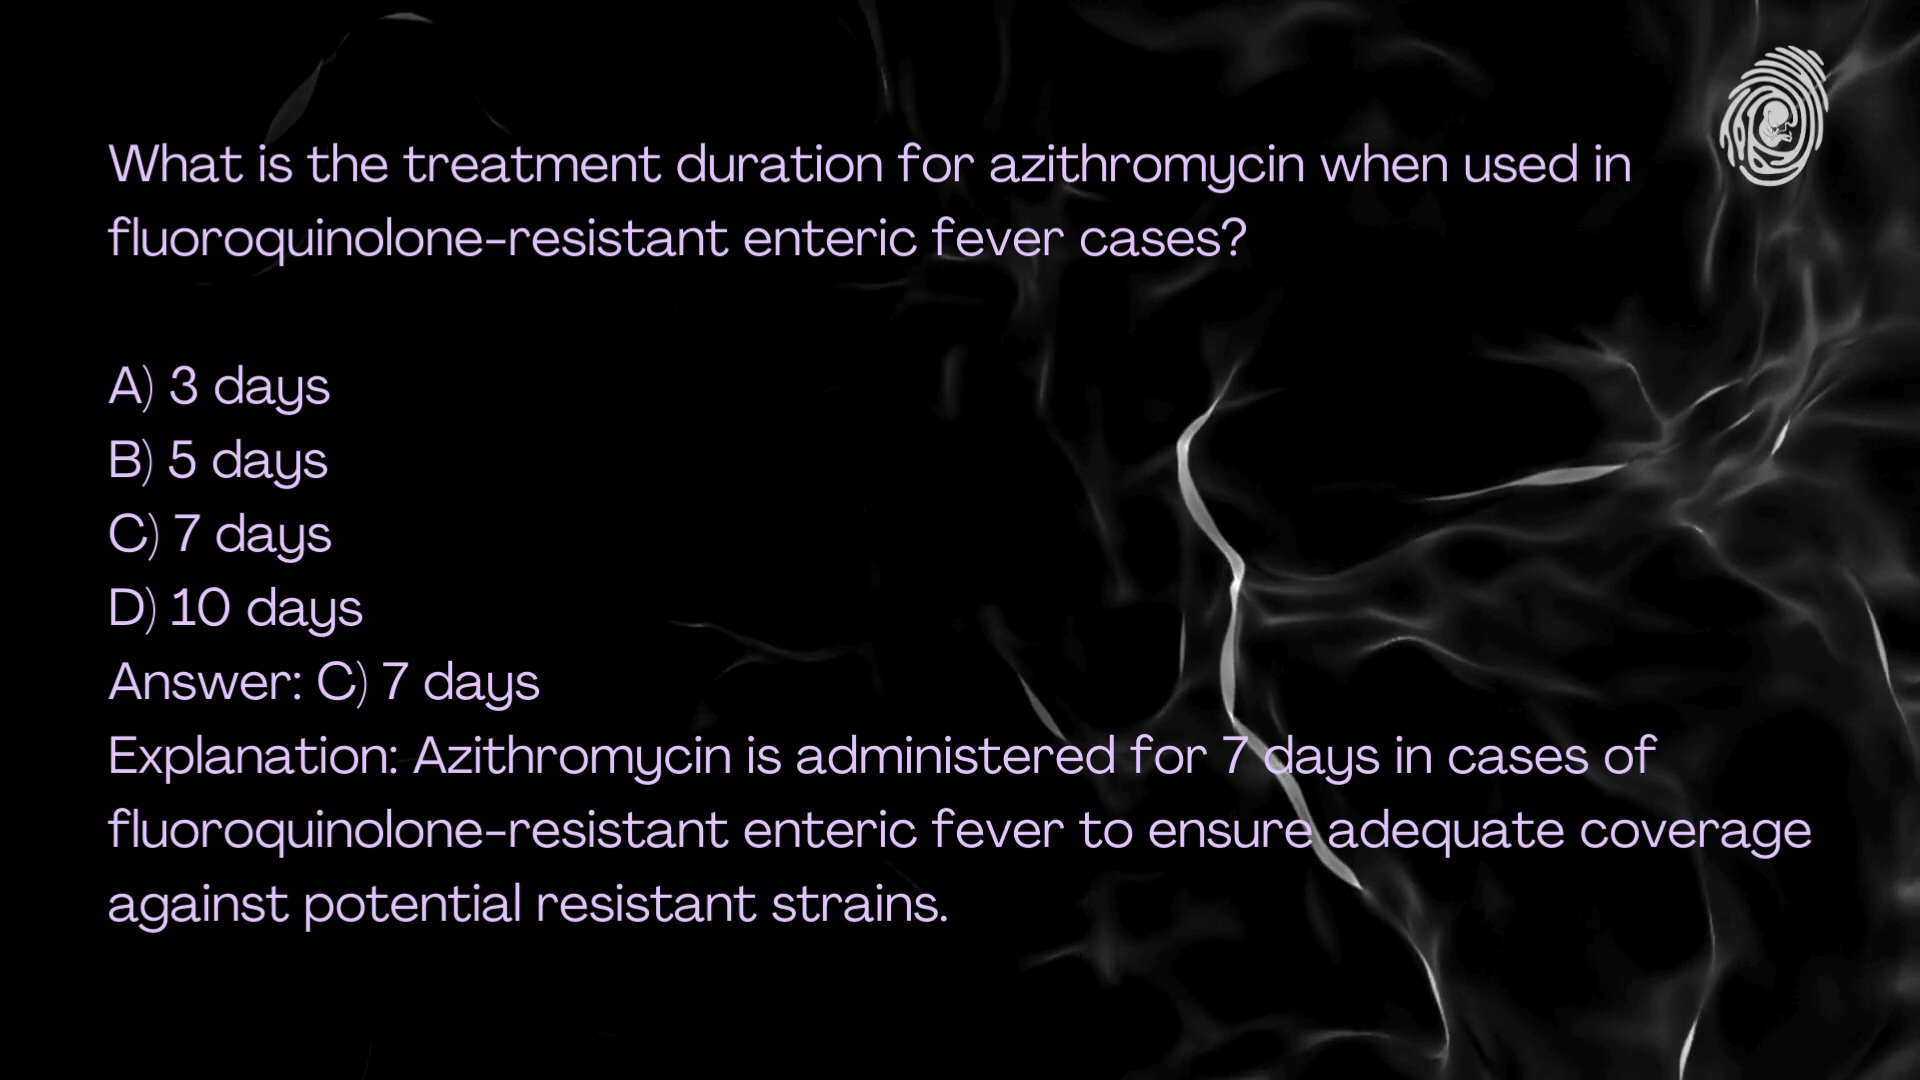 What is the treatment duration for azithromycin when used in
fluoroquinolone-resistant enteric fever cases?
A) 3 days
B) 5 days
C) 7 days
D) 10 days
Answer: C) 7 days
Explanation: Azithromycin is administered for 7 days in cases of
fluoroquinolone-resistant enteric fever to ensure adequate coverage
against potential resistant strains.